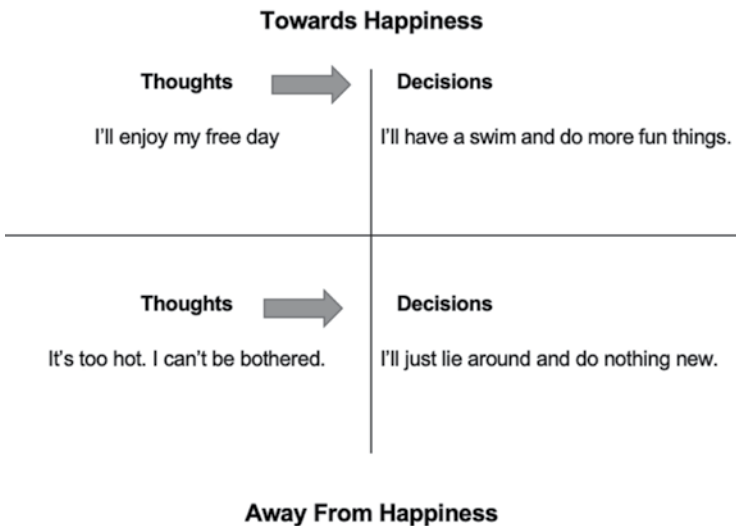 Towards Happiness
Thoughts Decisions
I'll enjoy my free day I'll have a swim and do more fun things.
Thoughts Decisions
It's too hot. I can't be bothered. I'll just lie around and do nothing new.
Away From Happiness